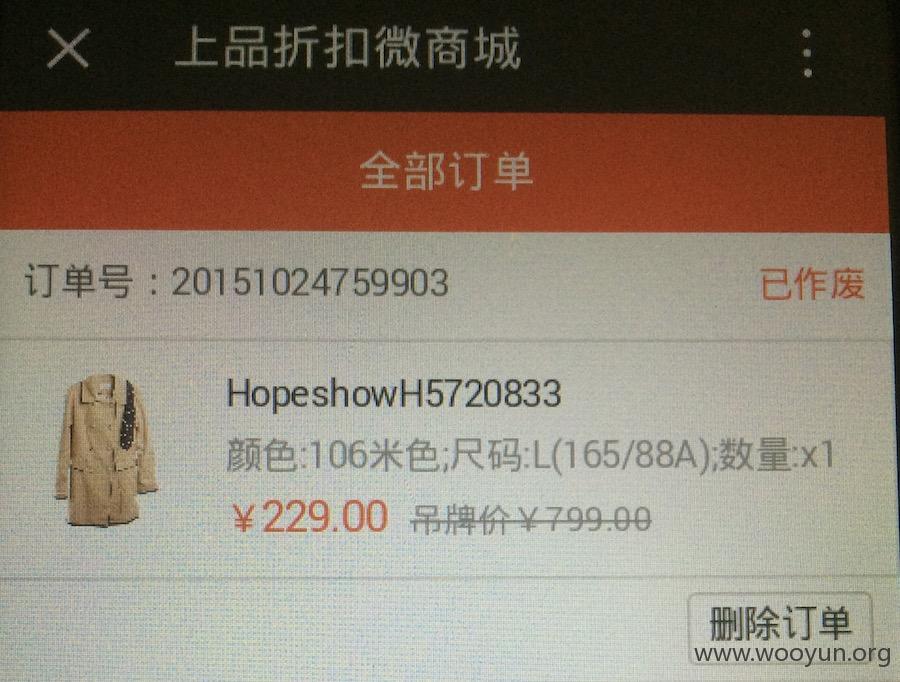 上品折扣微商城
全部订单
订单号：20151024759903 已作废
HopeshowH5720833
颜色:106米色;尺码:L(165/88A);数量:x1
￥229.00 吊牌价￥799.00
删除订单
www.wooyun.org